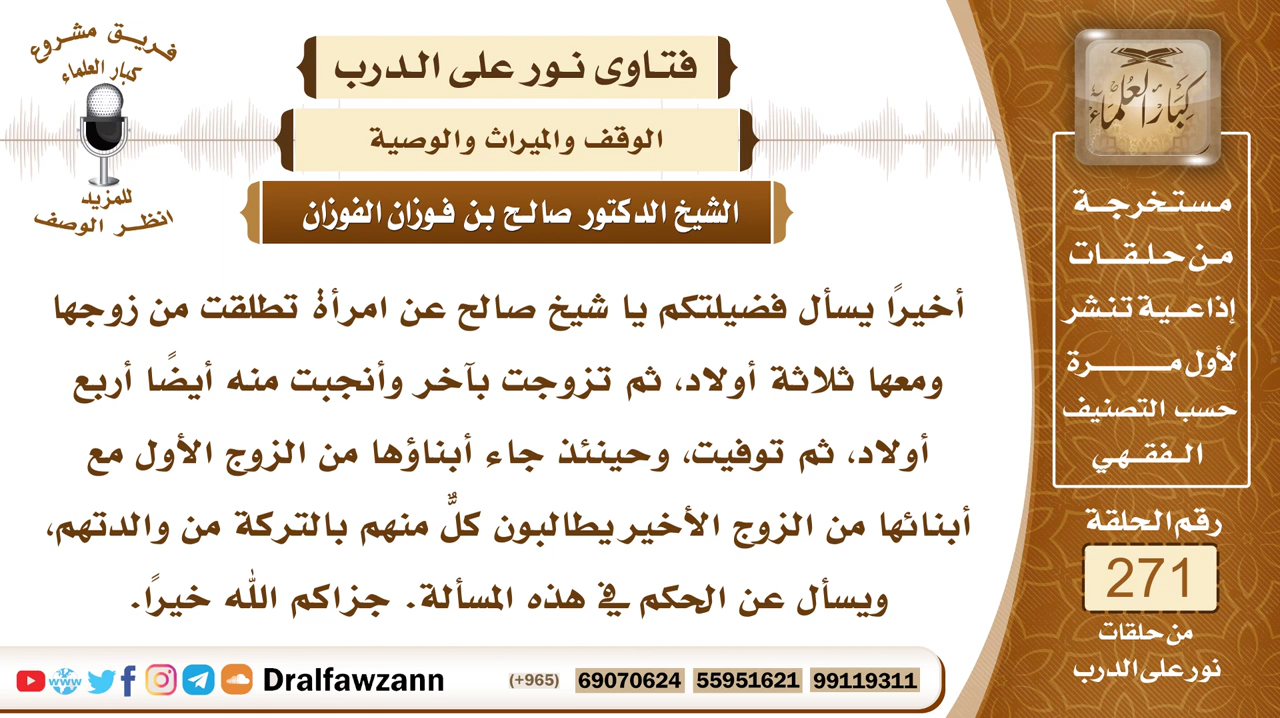 فريق مشروع
كبار العلماء
للمزيد
انظر الوصف
فتاوى نور على الدرب
الوقف والميراث والوصية
الشيخ الدكتور صالح بن فوزان الفوزان
أخيرًا يسأل فضيلتكم يا شيخ صالح عن امرأة تطلقت من زوجها
ومعها ثلاثة أولاد، ثم تزوجت بآخر وأنجبت منه أيضًا أربع
أولاد، ثم توفيت، وحينئذ جاء أبناؤها من الزوج الأول مع
أبنائها من الزوج الأخير يطالبون كلٌّ منهم بالتركة من والدتهم،
ويسأل عن الحكم في هذه المسألة. جزاكم الله خيرًا.
كبار العلماء
مستخرجة
من حلقات
إذاعية تنشر
لأول مرة
حسب التصنيف
الفقهي
رقم الحلقة
271
من حلقات
نور على الدرب
www Dralfawzann (+965) 69070624 55951621 99119311